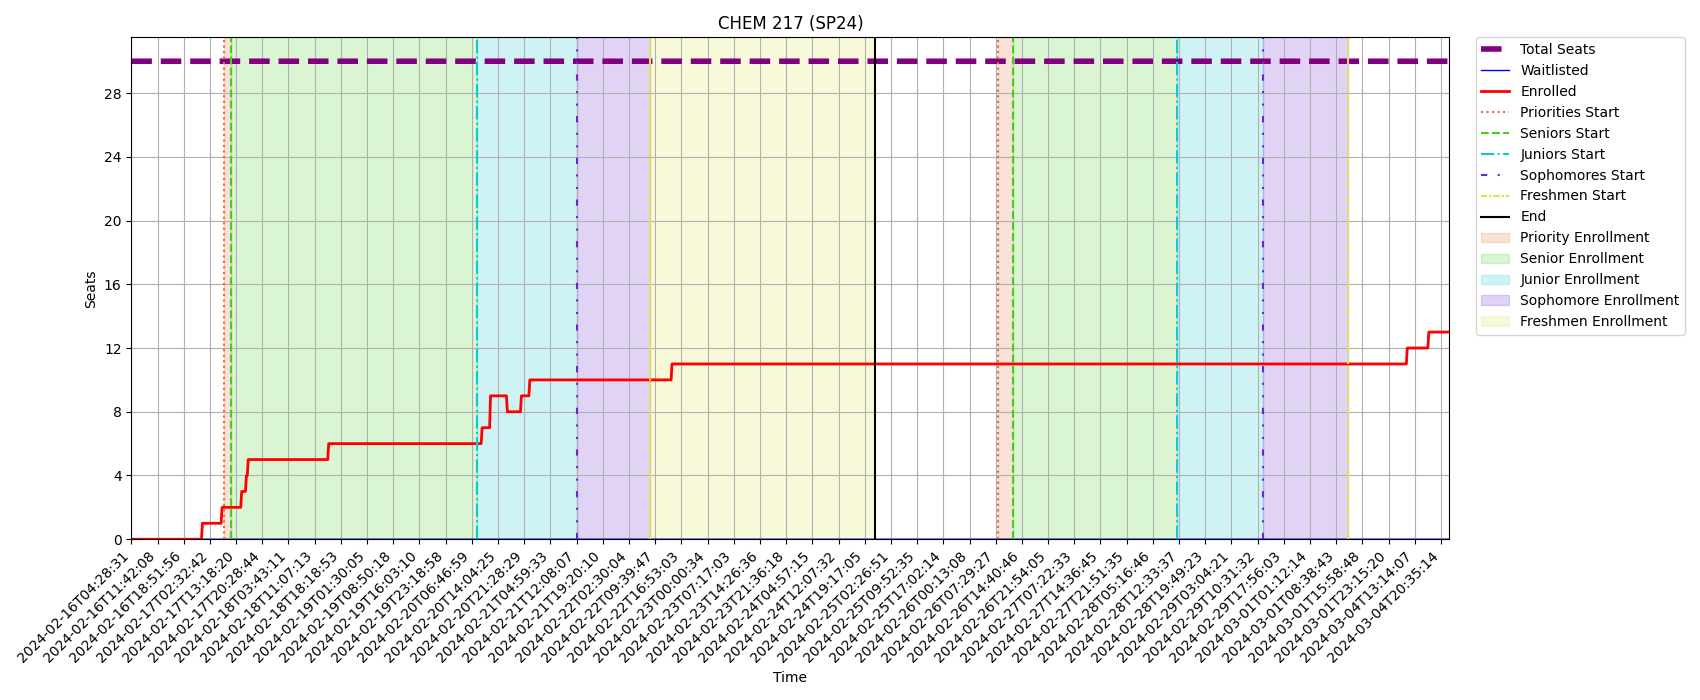 CHEM 217 (SP24)
Seats
28
24
20
16
12
8
4
0
2024-02-16T04:28:31
2024-02-16T11:42:08
2024-02-16T18:51:56
2024-02-17T02:32:42
2024-02-17T13:18:20
2024-02-17T20:28:44
2024-02-18T03:43:11
2024-02-18T11:07:13
2024-02-18T18:18:53
2024-02-19T01:30:05
2024-02-19T08:50:18
2024-02-19T16:03:10
2024-02-19T23:18:58
2024-02-20T06:46:59
2024-02-20T14:04:25
2024-02-20T21:28:29
2024-02-21T04:59:33
2024-02-21T12:08:07
2024-02-21T19:20:10
2024-02-22T02:30:04
2024-02-22T09:39:47
2024-02-22T16:53:03
2024-02-23T00:00:34
2024-02-23T07:17:03
2024-02-23T14:26:36
2024-02-23T21:36:18
2024-02-24T04:57:15
2024-02-24T12:07:32
2024-02-24T19:17:05
2024-02-25T02:26:51
2024-02-25T09:52:35
2024-02-25T17:02:14
2024-02-26T00:13:08
2024-02-26T07:29:27
2024-02-26T14:40:46
2024-02-26T21:54:05
2024-02-27T07:22:33
2024-02-27T14:36:45
2024-02-27T21:51:35
2024-02-28T05:16:46
2024-02-28T12:33:37
2024-02-28T19:49:23
2024-02-29T03:04:21
2024-02-29T10:31:32
2024-02-29T17:56:03
2024-03-01T01:12:14
2024-03-01T08:38:43
2024-03-01T15:58:48
2024-03-01T23:15:20
2024-03-04T13:14:07
2024-03-04T20:35:14
Time
Total Seats
Waitlisted
Enrolled
Priorities Start
Seniors Start
Juniors Start
Sophomores Start
Freshmen Start
End
Priority Enrollment
Senior Enrollment
Junior Enrollment
Sophomore Enrollment
Freshmen Enrollment